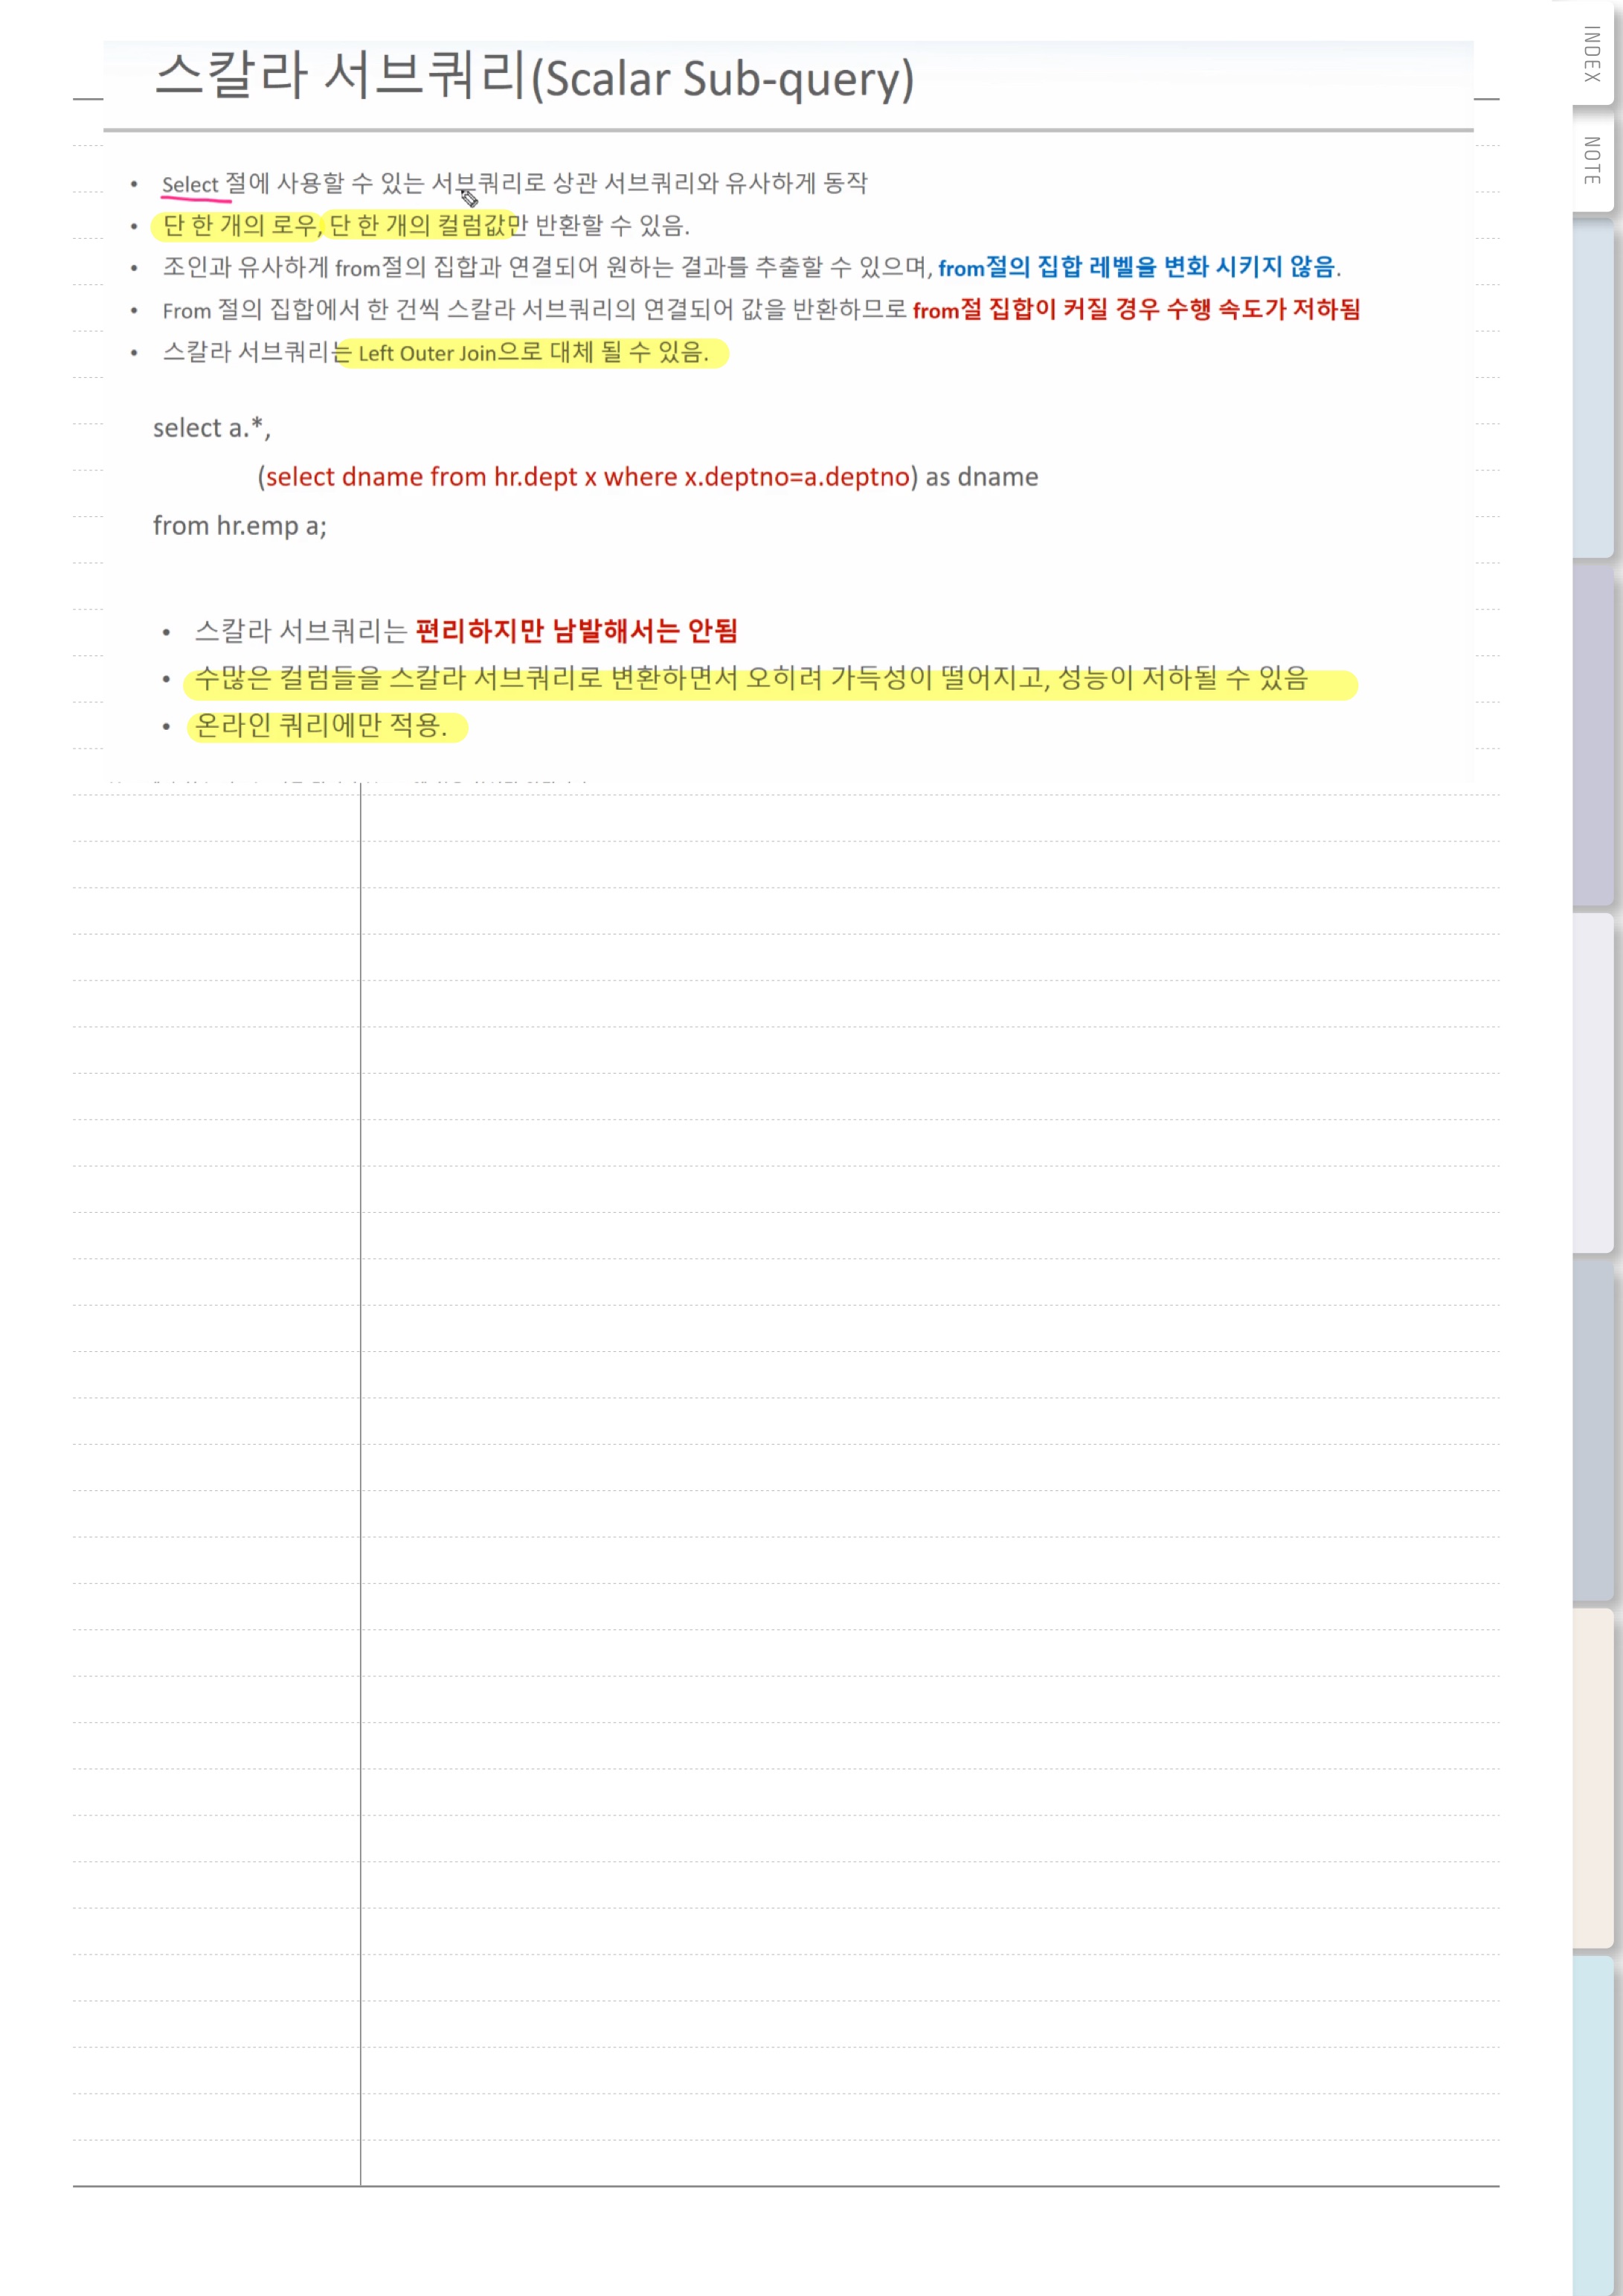 스칼라 서브쿼리(Scalar Sub-query)
• Select 절에 사용할 수 있는 서브쿼리로 상관 서브쿼리와 유사하게 동작
• 단 한 개의 로우, 단 한 개의 컬럼값만 반환할 수 있음.
• 조인과 유사하게 from절의 집합과 연결되어 원하는 결과를 추출할 수 있으며, from절의 집합 레벨을 변화 시키지 않음.
• From 절의 집합에서 한 건씩 스칼라 서브쿼리의 연결되어 값을 반환하므로 from절 집합이 커질 경우 수행 속도가 저하됨
• 스칼라 서브쿼리는 Left Outer Join으로 대체 될 수 있음.
select a.*,
(select dname from hr.dept x where x.deptno=a.deptno) as dname
from hr.emp a;
• 스칼라 서브쿼리는 편리하지만 남발해서는 안됨
• 수많은 컬럼들을 스칼라 서브쿼리로 변환하면서 오히려 가득성이 떨어지고, 성능이 저하될 수 있음
• 온라인 쿼리에만 적용.
INDEX
NOTE